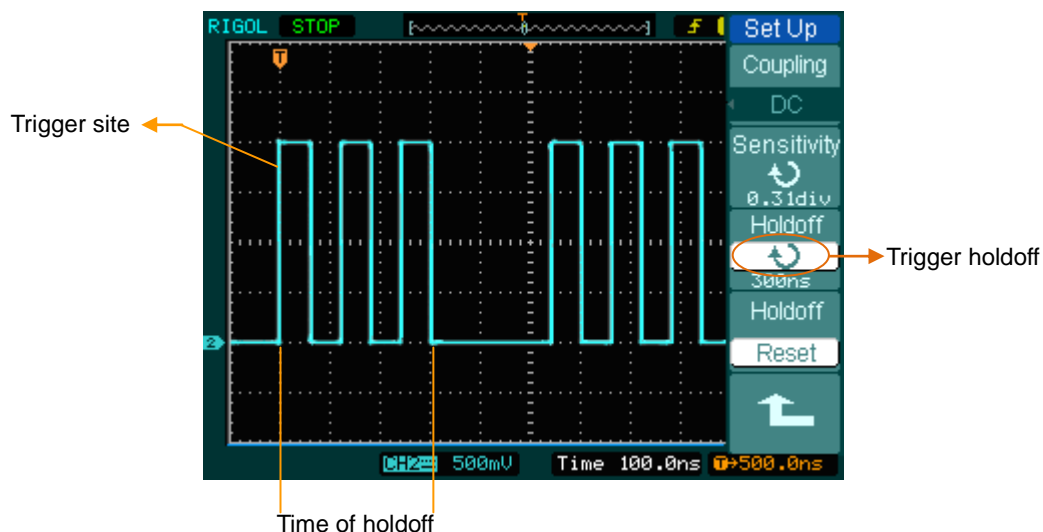 RIGOL STOP T
Set Up
T
Coupling
DC
Trigger site
Sensitivity
0.31div
Holdoff
Trigger holdoff
300ns
Holdoff
2
Reset
CH2 500mV Time 100.0ns T→500.0ns
Time of holdoff